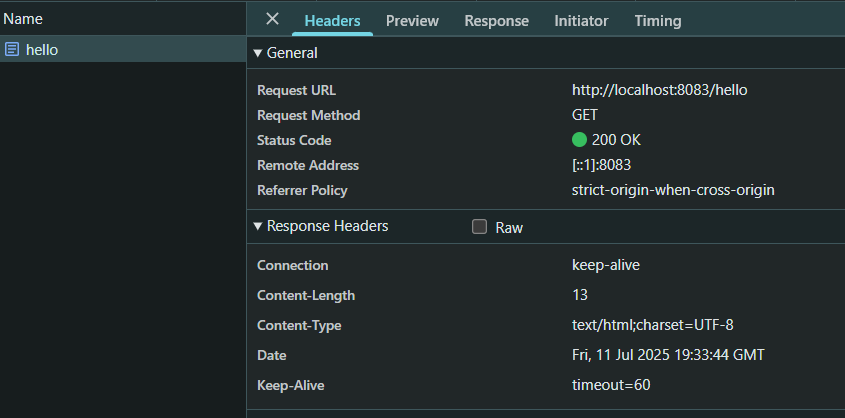 Name
Headers Preview Response Initiator Timing
hello
General
Request URL http://localhost:8083/hello
Request Method GET
Status Code 200 OK
Remote Address [::1]:8083
Referrer Policy strict-origin-when-cross-origin
Response Headers Raw
Connection keep-alive
Content-Length 13
Content-Type text/html;charset=UTF-8
Date Fri, 11 Jul 2025 19:33:44 GMT
Keep-Alive timeout=60